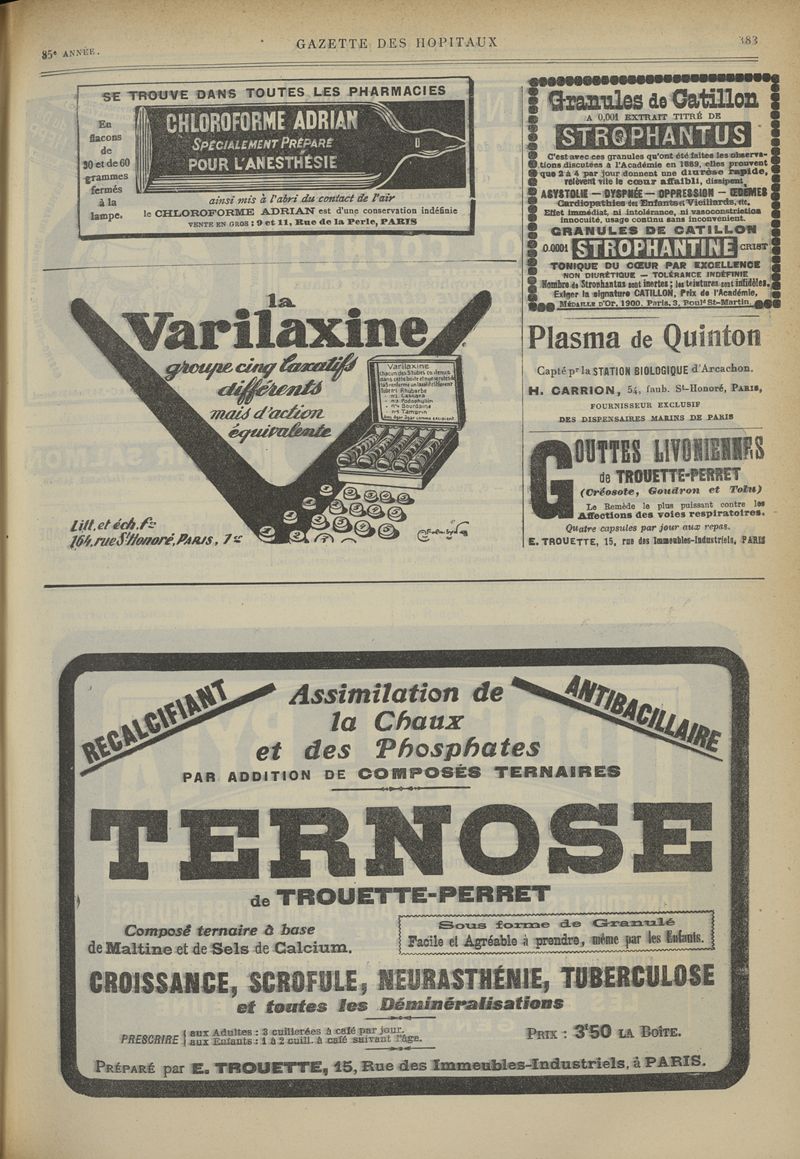 85e ANNÉE.
GAZETTE DES HOPITAUX
383
SE TROUVE DANS TOUTES LES PHARMACIES
En
flacons
de
30 et de 60
grammes
fermés
à la
lampe.
CHLOROFORME ADRIAN
SPÉCIALEMENT PRÉPARÉ
POUR L'ANESTHÉSIE
ainsi mis à l'abri du contact de l'air
le CHLOROFORME ADRIAN est d'une conservation indéfinie
VENTE EN GROS : 9 et 11, Rue de la Perle, PARIS
Granules de Catillon
A 0,001 EXTRAIT TITRÉ DE
STROPHANTUS
C'est avec ces granules qu'ont été faites les observa-
tions discutées à l'Académie en 1889, elles prouvent
que 2 à 4 par jour donnent une diurèse rapide,
relèvent vite le cœur affaibli, dissipent
ASYSTOLIE — DYSPNÉE — OPPRESSION — ŒDÈMES
Cardiopathies des Enfants et Vieillards, etc.
Effet immédiat, ni intolérance, ni vasoconstriction
innocuité, usage continu sans inconvénient.
GRANULES DE CATILLON
0.0001 STROPHANTINE CRIST
TONIQUE DU CŒUR PAR EXCELLENCE
NON DIURÉTIQUE — TOLÉRANCE INDÉFINIE
Nombre de Strophantus sont inertes ; les teintures sont infidèles.
Exiger la signature CATILLON, Prix de l'Académie.
MÉDAILLE D'OR, 1900, Paris, 3, Boulᵈ St-Martin.
la
Varilaxine
groupe cinq laxatifs
différents
mais d'action
équivalente
Varilaxine
Litt. et éch. fs
164, rue St Honoré, PARIS, 1er
Plasma de Quinton
Capté pr la STATION BIOLOGIQUE d'Arcachon.
H. CARRION, 54, faub. St-Honoré, PARIS,
FOURNISSEUR EXCLUSIF
DES DISPENSAIRES MARINS DE PARIS
GOUTTES LIVONIENNES
de TROUETTE-PERRET
(Créosote, Goudron et Tolu)
Le Remède le plus puissant contre les
Affections des voies respiratoires.
Quatre capsules par jour aux repas.
E. TROUETTE, 15, rue des Immeubles-Industriels, PARIS
RECALCIFIANT
Assimilation de
la Chaux
et des Phosphates
ANTIBACILLAIRE
PAR ADDITION DE COMPOSÉS TERNAIRES
TERNOSE
de TROUETTE-PERRET
Composé ternaire à base
de Maltine et de Sels de Calcium.
Sous forme de Granulé
Facile et Agréable à prendre, même par les Enfants.
CROISSANCE, SCROFULE, NEURASTHÉNIE, TUBERCULOSE
et toutes les Déminéralisations
PRESCRIRE { aux Adultes : 3 cuillerées à café par jour.
aux Enfants : 1 à 2 cuill. à café suivant l'âge.
PRIX : 3f50 LA BOÎTE.
PRÉPARÉ par E. TROUETTE, 15, Rue des Immeubles-Industriels, à PARIS.